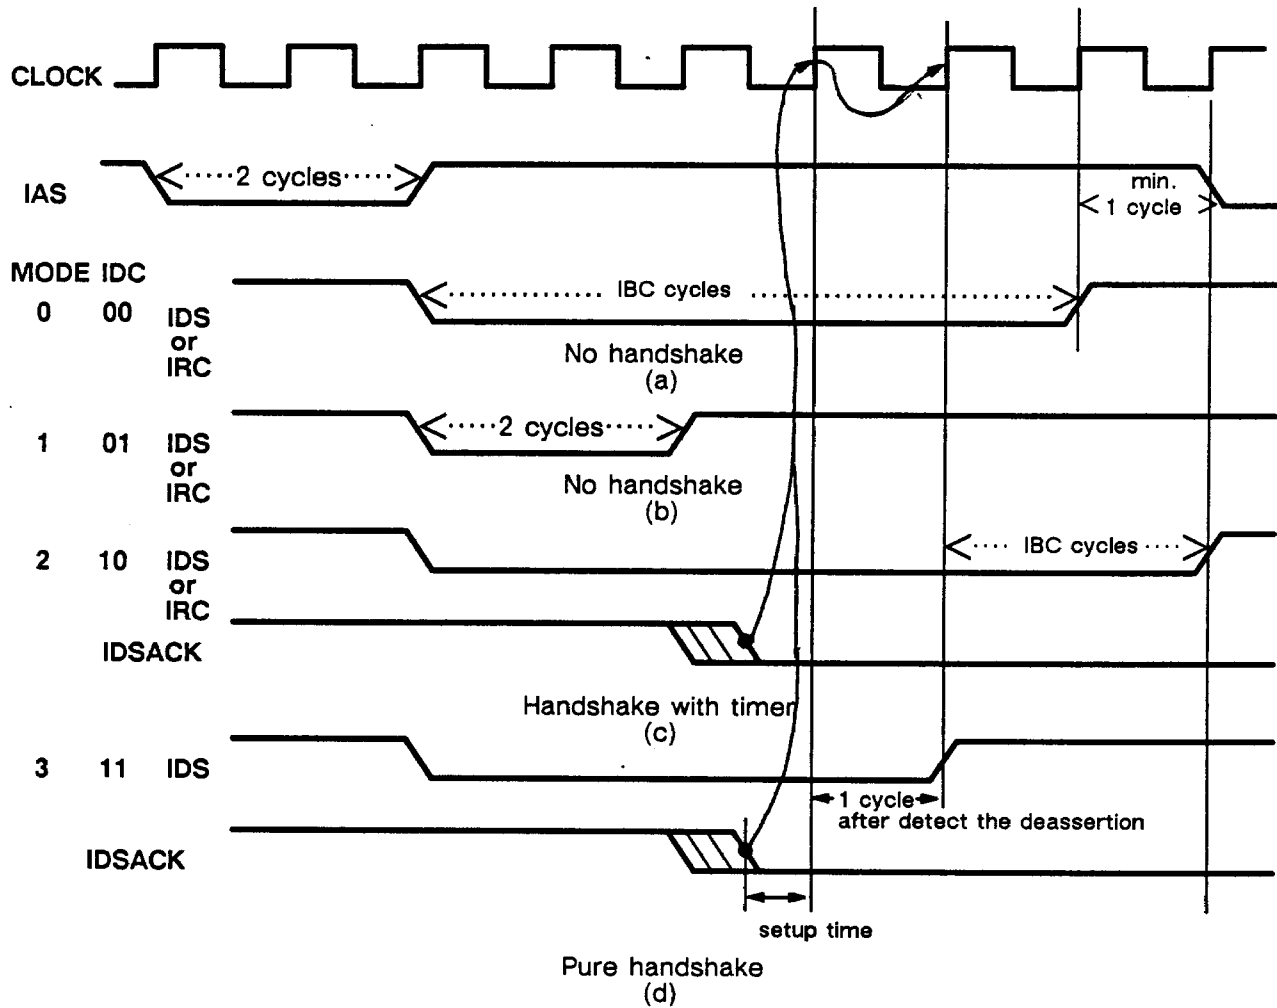 CLOCK
2 cycles
IAS
min.
1 cycle
MODE IDC
0 00 IDS
or
IRC
IBC cycles
No handshake
(a)
1 01 IDS
or
IRC
2 cycles
No handshake
(b)
2 10 IDS
or
IRC
IBC cycles
IDSACK
Handshake with timer
(c)
3 11 IDS
1 cycle
after detect the deassertion
IDSACK
setup time
Pure handshake
(d)